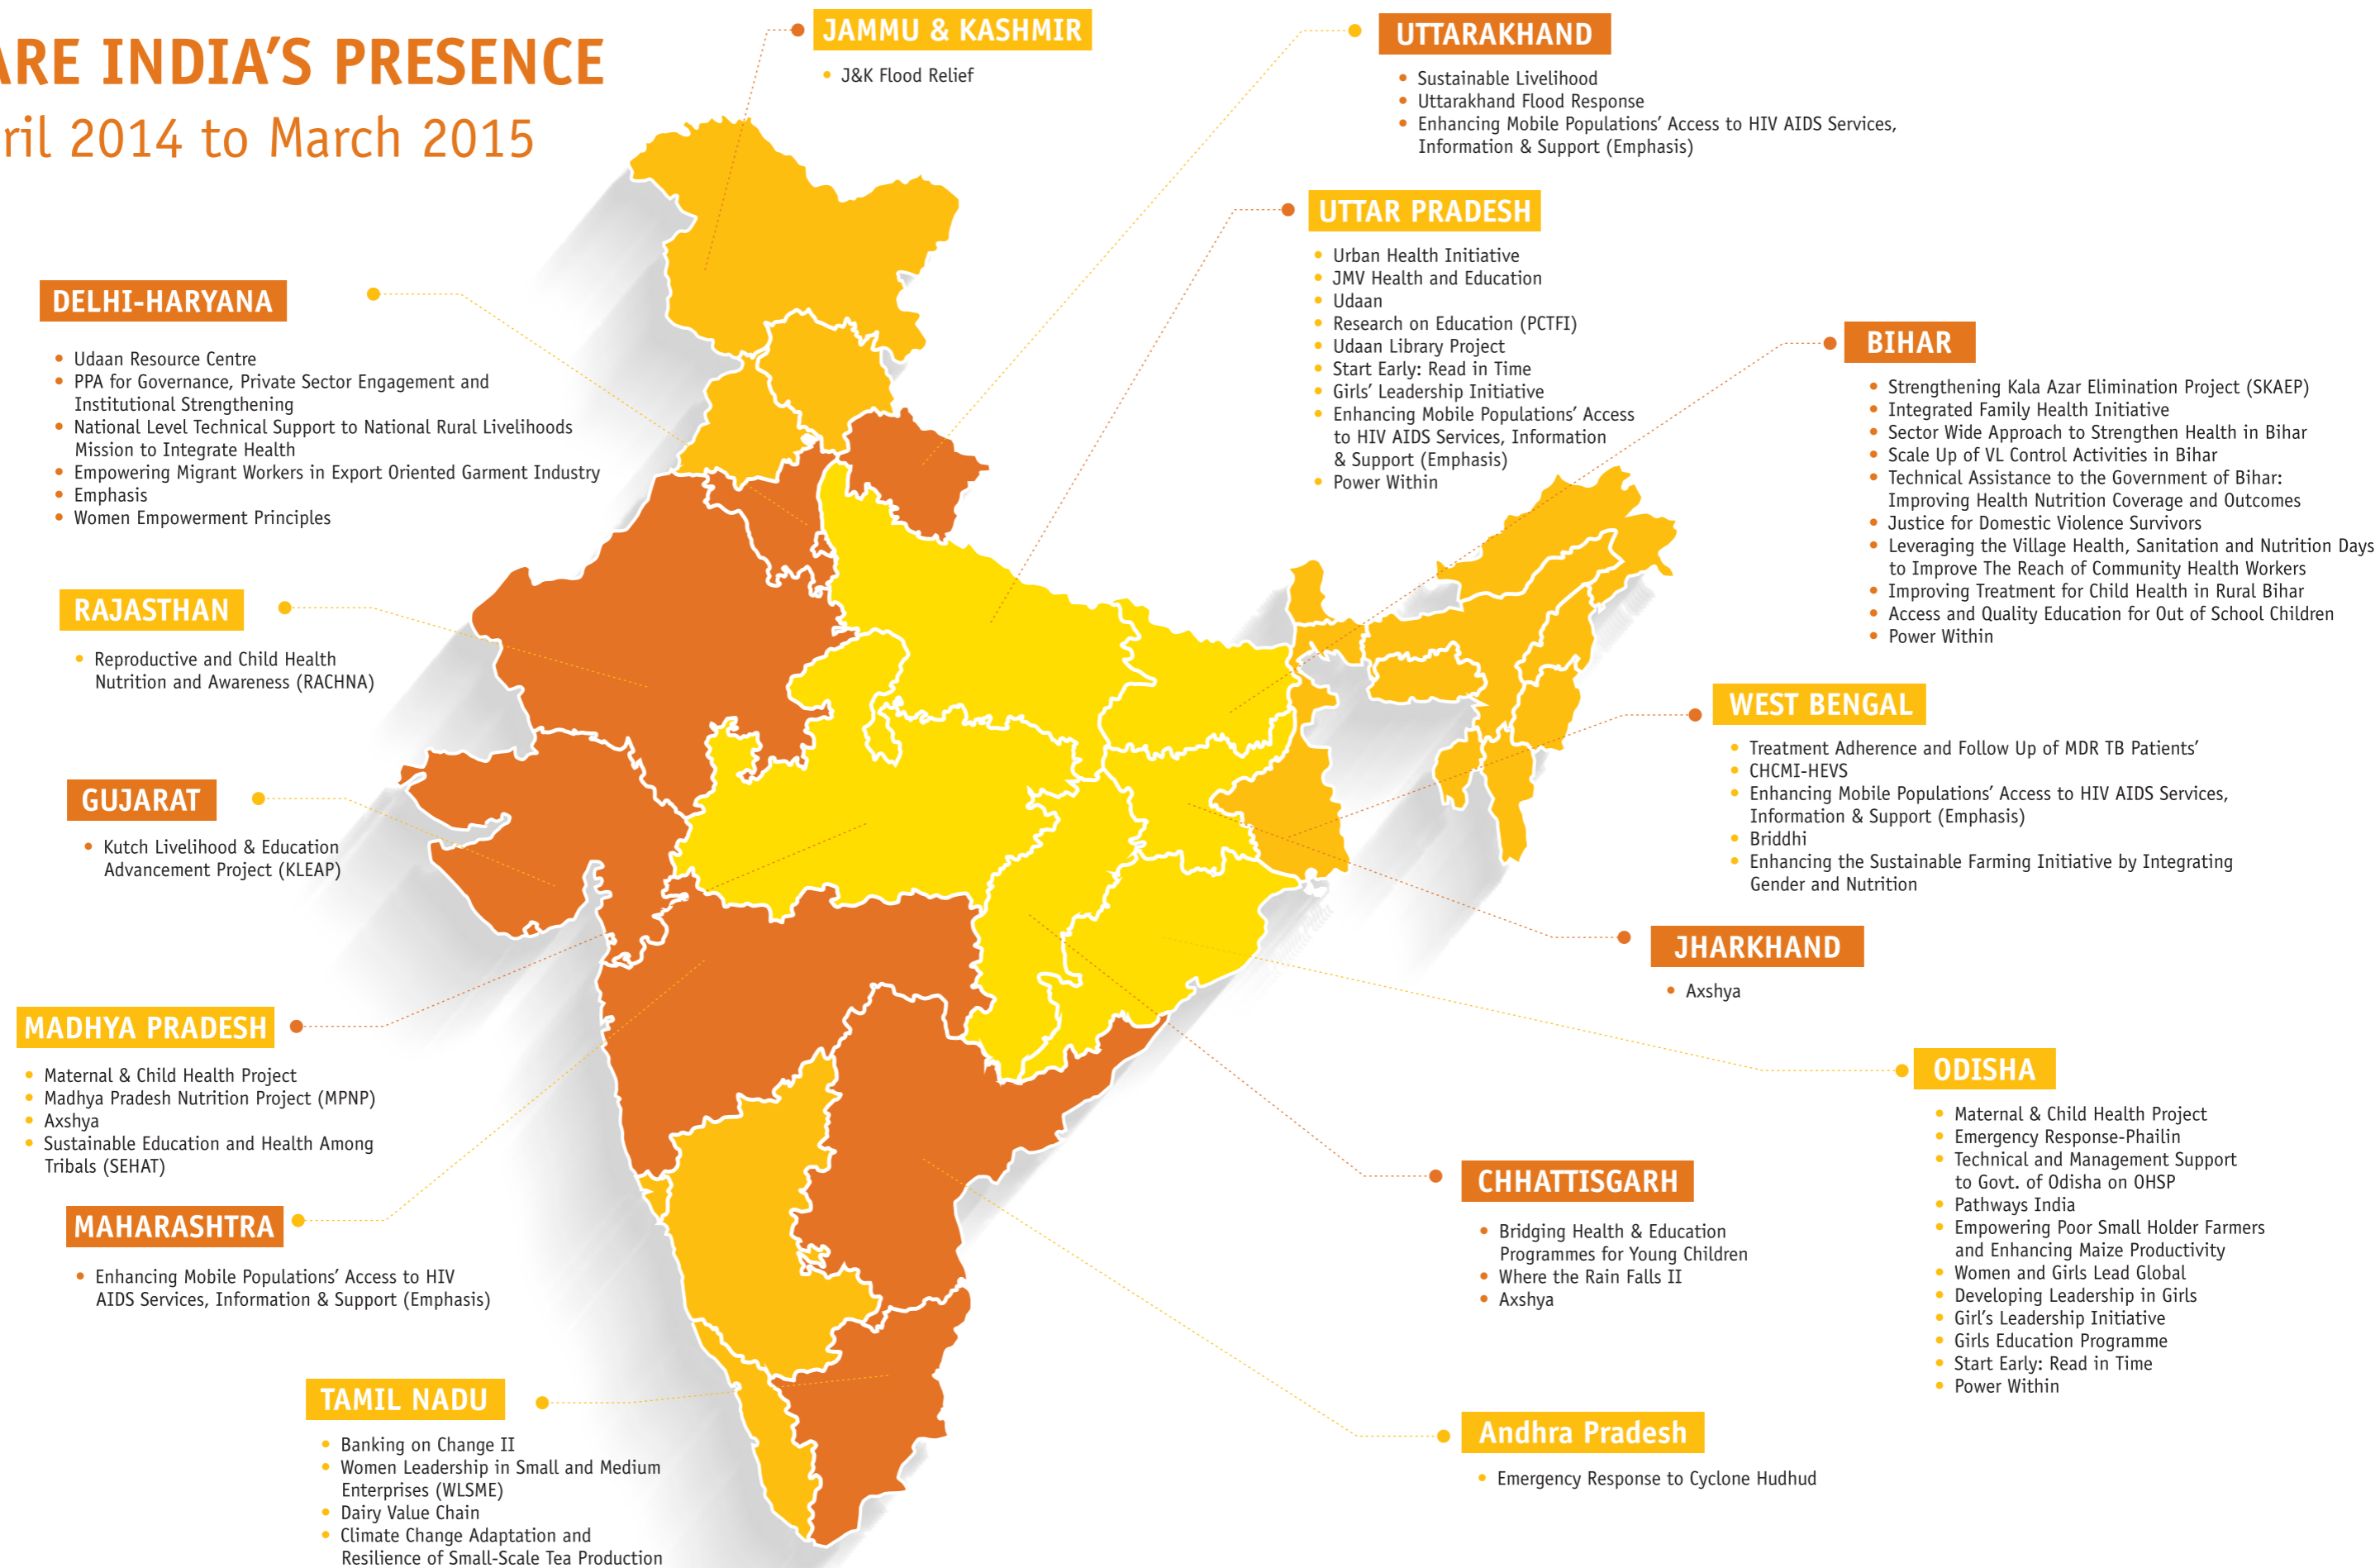 ARE INDIA'S PRESENCE
ril 2014 to March 2015
JAMMU & KASHMIR
• J&K Flood Relief
UTTARAKHAND
• Sustainable Livelihood
• Uttarakhand Flood Response
• Enhancing Mobile Populations' Access to HIV AIDS Services,
Information & Support (Emphasis)
UTTAR PRADESH
• Urban Health Initiative
• JMV Health and Education
• Udaan
• Research on Education (PCTFI)
• Udaan Library Project
• Start Early: Read in Time
• Girls' Leadership Initiative
• Enhancing Mobile Populations' Access
to HIV AIDS Services, Information
& Support (Emphasis)
• Power Within
DELHI-HARYANA
• Udaan Resource Centre
• PPA for Governance, Private Sector Engagement and
Institutional Strengthening
• National Level Technical Support to National Rural Livelihoods
Mission to Integrate Health
• Empowering Migrant Workers in Export Oriented Garment Industry
• Emphasis
• Women Empowerment Principles
BIHAR
• Strengthening Kala Azar Elimination Project (SKAEP)
• Integrated Family Health Initiative
• Sector Wide Approach to Strengthen Health in Bihar
• Scale Up of VL Control Activities in Bihar
• Technical Assistance to the Government of Bihar:
Improving Health Nutrition Coverage and Outcomes
• Justice for Domestic Violence Survivors
• Leveraging the Village Health, Sanitation and Nutrition Days
to Improve The Reach of Community Health Workers
• Improving Treatment for Child Health in Rural Bihar
• Access and Quality Education for Out of School Children
• Power Within
RAJASTHAN
• Reproductive and Child Health
Nutrition and Awareness (RACHNA)
WEST BENGAL
• Treatment Adherence and Follow Up of MDR TB Patients'
• CHCMI-HEVS
• Enhancing Mobile Populations' Access to HIV AIDS Services,
Information & Support (Emphasis)
• Briddhi
• Enhancing the Sustainable Farming Initiative by Integrating
Gender and Nutrition
GUJARAT
• Kutch Livelihood & Education
Advancement Project (KLEAP)
JHARKHAND
• Axshya
MADHYA PRADESH
• Maternal & Child Health Project
• Madhya Pradesh Nutrition Project (MPNP)
• Axshya
• Sustainable Education and Health Among
Tribals (SEHAT)
ODISHA
• Maternal & Child Health Project
• Emergency Response-Phailin
• Technical and Management Support
to Govt. of Odisha on OHSP
• Pathways India
• Empowering Poor Small Holder Farmers
and Enhancing Maize Productivity
• Women and Girls Lead Global
• Developing Leadership in Girls
• Girl's Leadership Initiative
• Girls Education Programme
• Start Early: Read in Time
• Power Within
MAHARASHTRA
• Enhancing Mobile Populations' Access to HIV
AIDS Services, Information & Support (Emphasis)
CHHATTISGARH
• Bridging Health & Education
Programmes for Young Children
• Where the Rain Falls II
• Axshya
TAMIL NADU
• Banking on Change II
• Women Leadership in Small and Medium
Enterprises (WLSME)
• Dairy Value Chain
• Climate Change Adaptation and
Resilience of Small-Scale Tea Production
Andhra Pradesh
• Emergency Response to Cyclone Hudhud